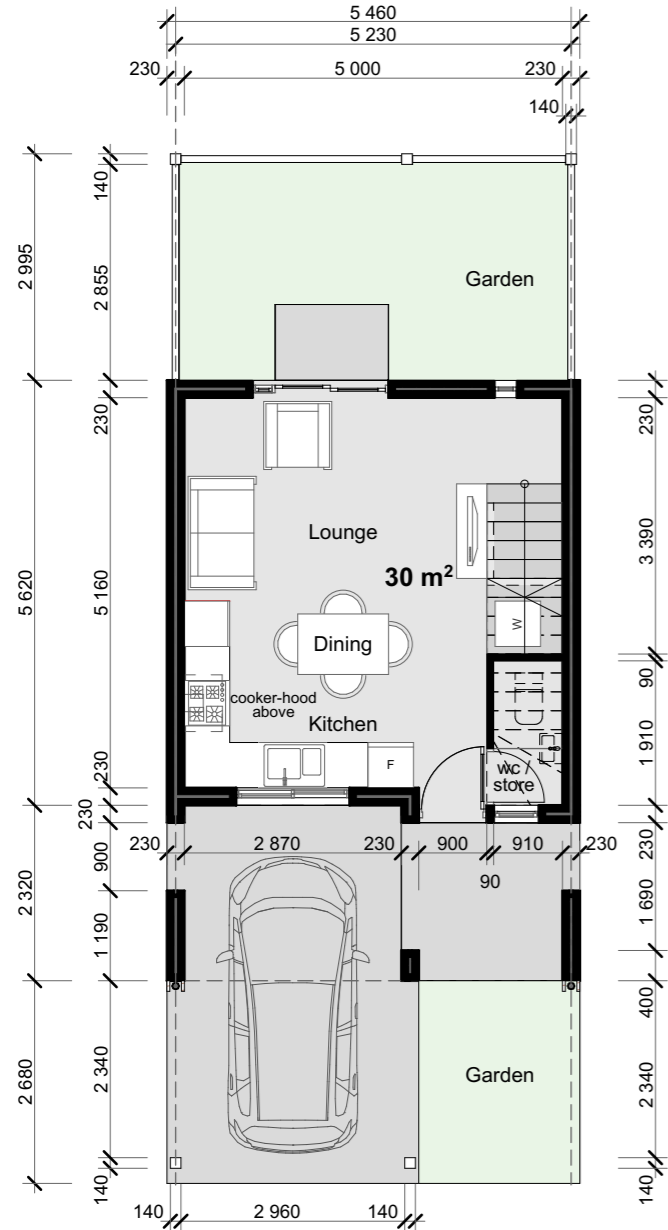 5 460
5 230
230 5 000 230
140
140
2 995
2 855
Garden
230
230
Lounge
3 390
30 m²
5 620
5 160
Dining
W
cooker-hood
above
Kitchen
90
1 910
F
wc /
store
230
230
230 2 870 230 900 910 230
90
230
900
2 320
1 690
1 190
400
2 680
2 340
Garden
2 340
140
140
140 2 960 140